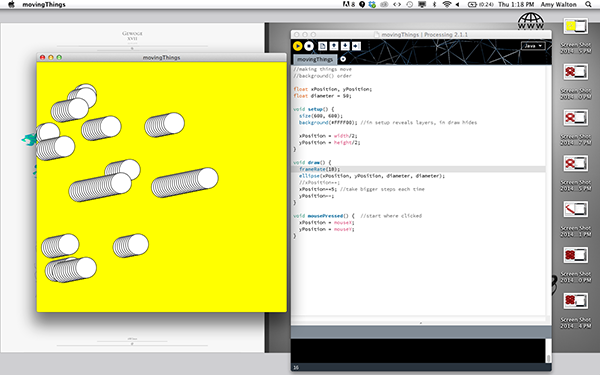 movingThings
8
(0:24)
Thu 1:18 PM
Amy Walton
GEWOGE
XVII
WWW
movingThings
movingThings | Processing 2.1.1
Java
movingThings
//making things move
//background() order
float xPosition, yPosition;
float diameter = 50;
void setup() {
size(600, 600);
background(#ffff00); //in setup reveals layers, in draw hides
xPosition = width/2;
yPosition = height/2;
}
void draw() {
frameRate(10);
ellipse(xPosition, yPosition, diameter, diameter);
//xPosition++;
xPosition+=5; //take bigger steps each time
yPosition--;
}
void mousePressed() { //start where clicked
xPosition = mouseX;
yPosition = mouseY;
}
16
Screen Shot
2014...5 PM
Screen Shot
2014...0 PM
Screen Shot
2014...7 PM
Screen Shot
2014...5 PM
Screen Shot
2014...1 PM
Screen Shot
2014...0 PM
Screen Shot
2014...4 PM